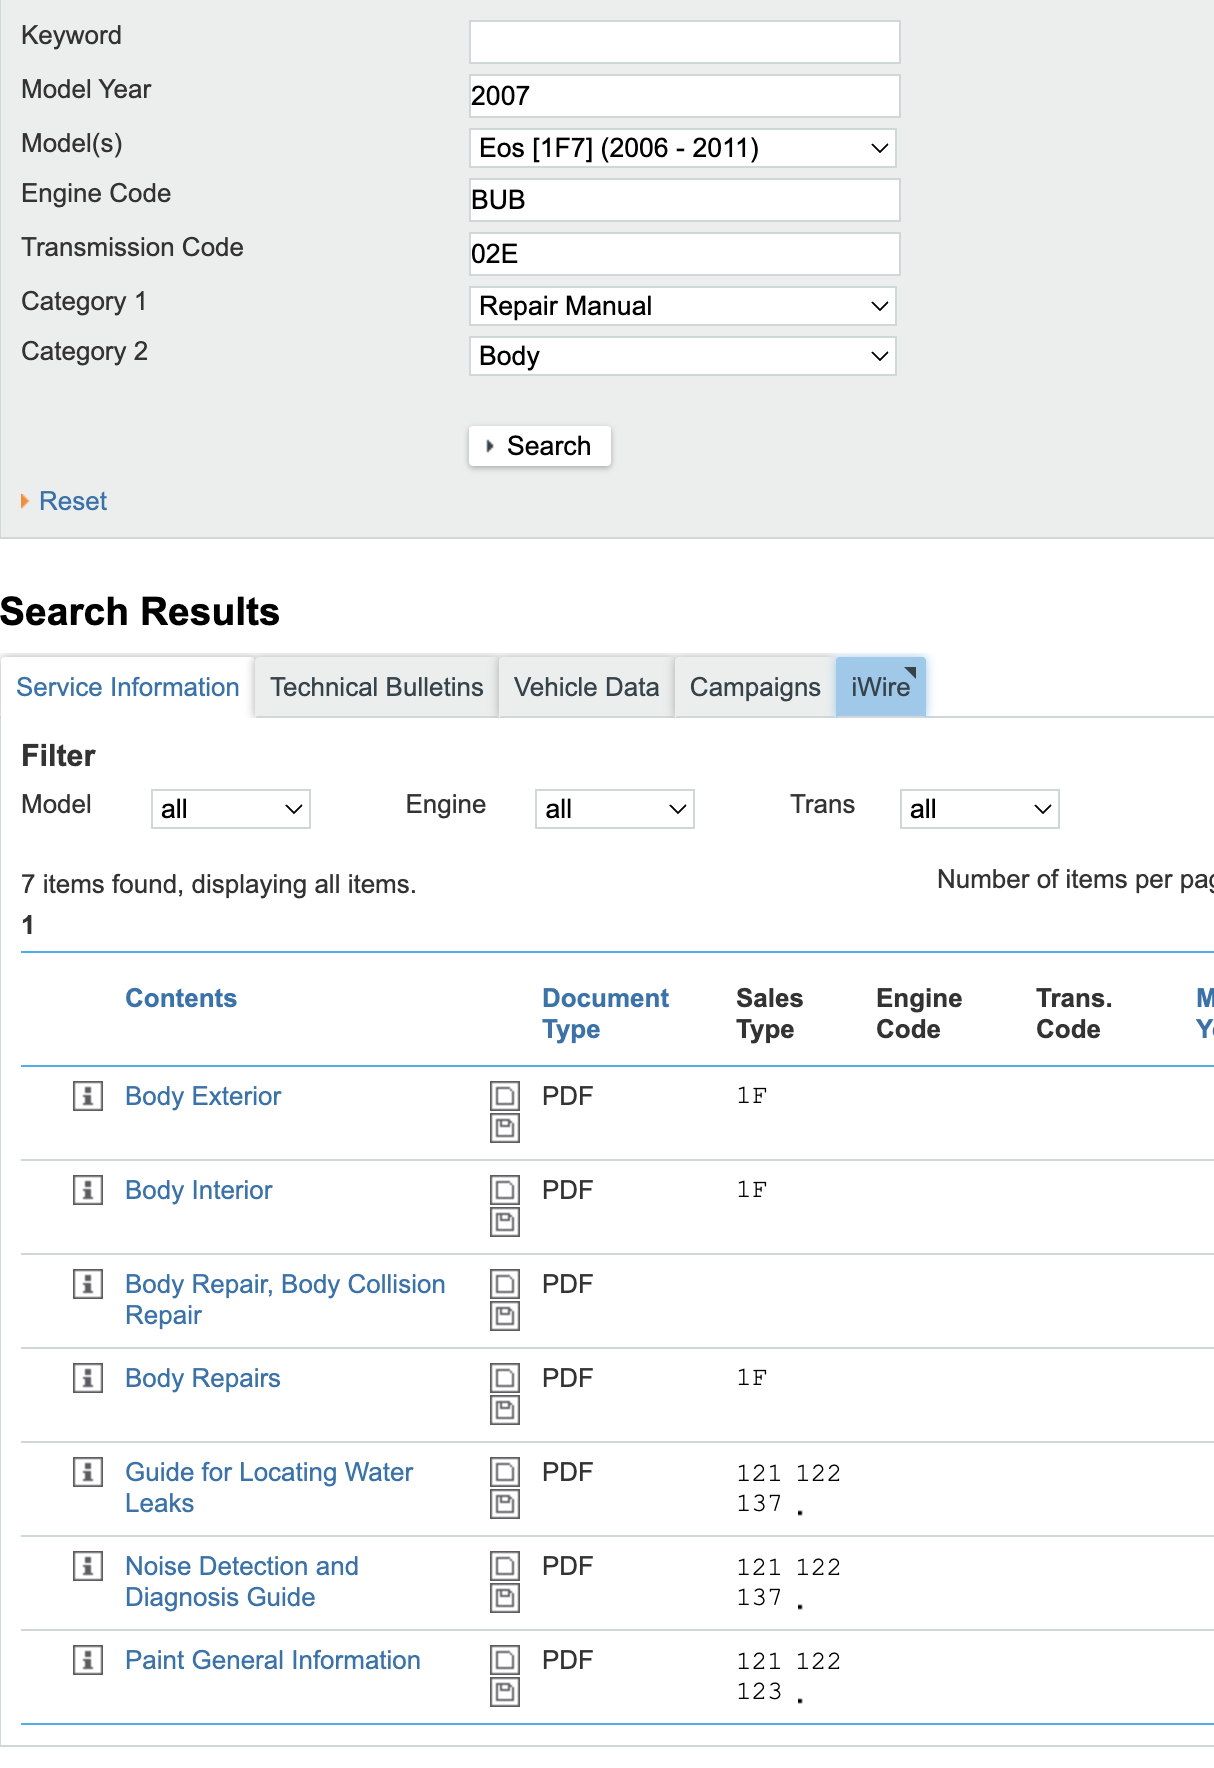 Keyword
Model Year 2007
Model(s) Eos [1F7] (2006 - 2011)
Engine Code BUB
Transmission Code 02E
Category 1 Repair Manual
Category 2 Body
Search
Reset
Search Results
Service Information Technical Bulletins Vehicle Data Campaigns iWire
Filter
Model all Engine all Trans all
7 items found, displaying all items. Number of items per
1
Contents Document Type Sales Type Engine Code Trans. Code
Body Exterior PDF 1F
Body Interior PDF 1F
Body Repair, Body Collision
Repair PDF
Body Repairs PDF 1F
Guide for Locating Water PDF 121 122
Leaks 137 .
Noise Detection and PDF 121 122
Diagnosis Guide 137 .
Paint General Information PDF 121 122
123 .